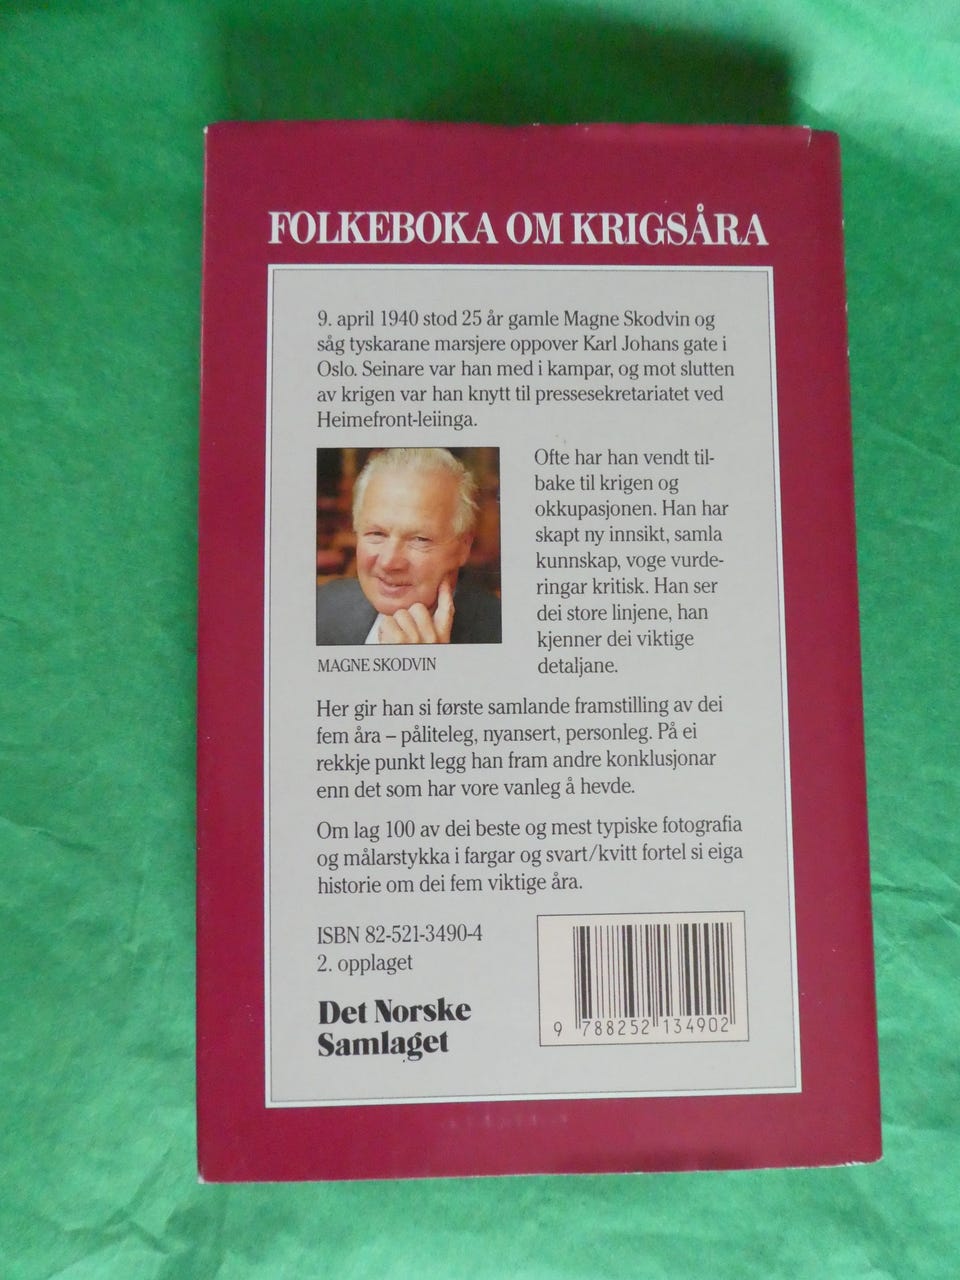 FOLKEBOKA OM KRIGSÅRA
9. april 1940 stod 25 år gamle Magne Skodvin og
såg tyskarane marsjere oppover Karl Johans gate i
Oslo. Seinare var han med i kampar, og mot slutten
av krigen var han knytt til pressesekretariatet ved
Heimefront-leiinga.
Ofte har han vendt til-
bake til krigen og
okkupasjonen. Han har
skapt ny innsikt, samla
kunnskap, voge vurde-
ringar kritisk. Han ser
dei store linjene, han
kjenner dei viktige
detaljane.
MAGNE SKODVIN
Her gir han si første samlande framstilling av dei
fem åra – påliteleg, nyansert, personleg. På ei
rekkje punkt legg han fram andre konklusjonar
enn det som har vore vanleg å hevde.
Om lag 100 av dei beste og mest typiske fotografia
og målarstykka i fargar og svart/kvitt fortel si eiga
historie om dei fem viktige åra.
ISBN 82-521-3490-4
2. opplaget
Det Norske
Samlaget
9 788252 134902